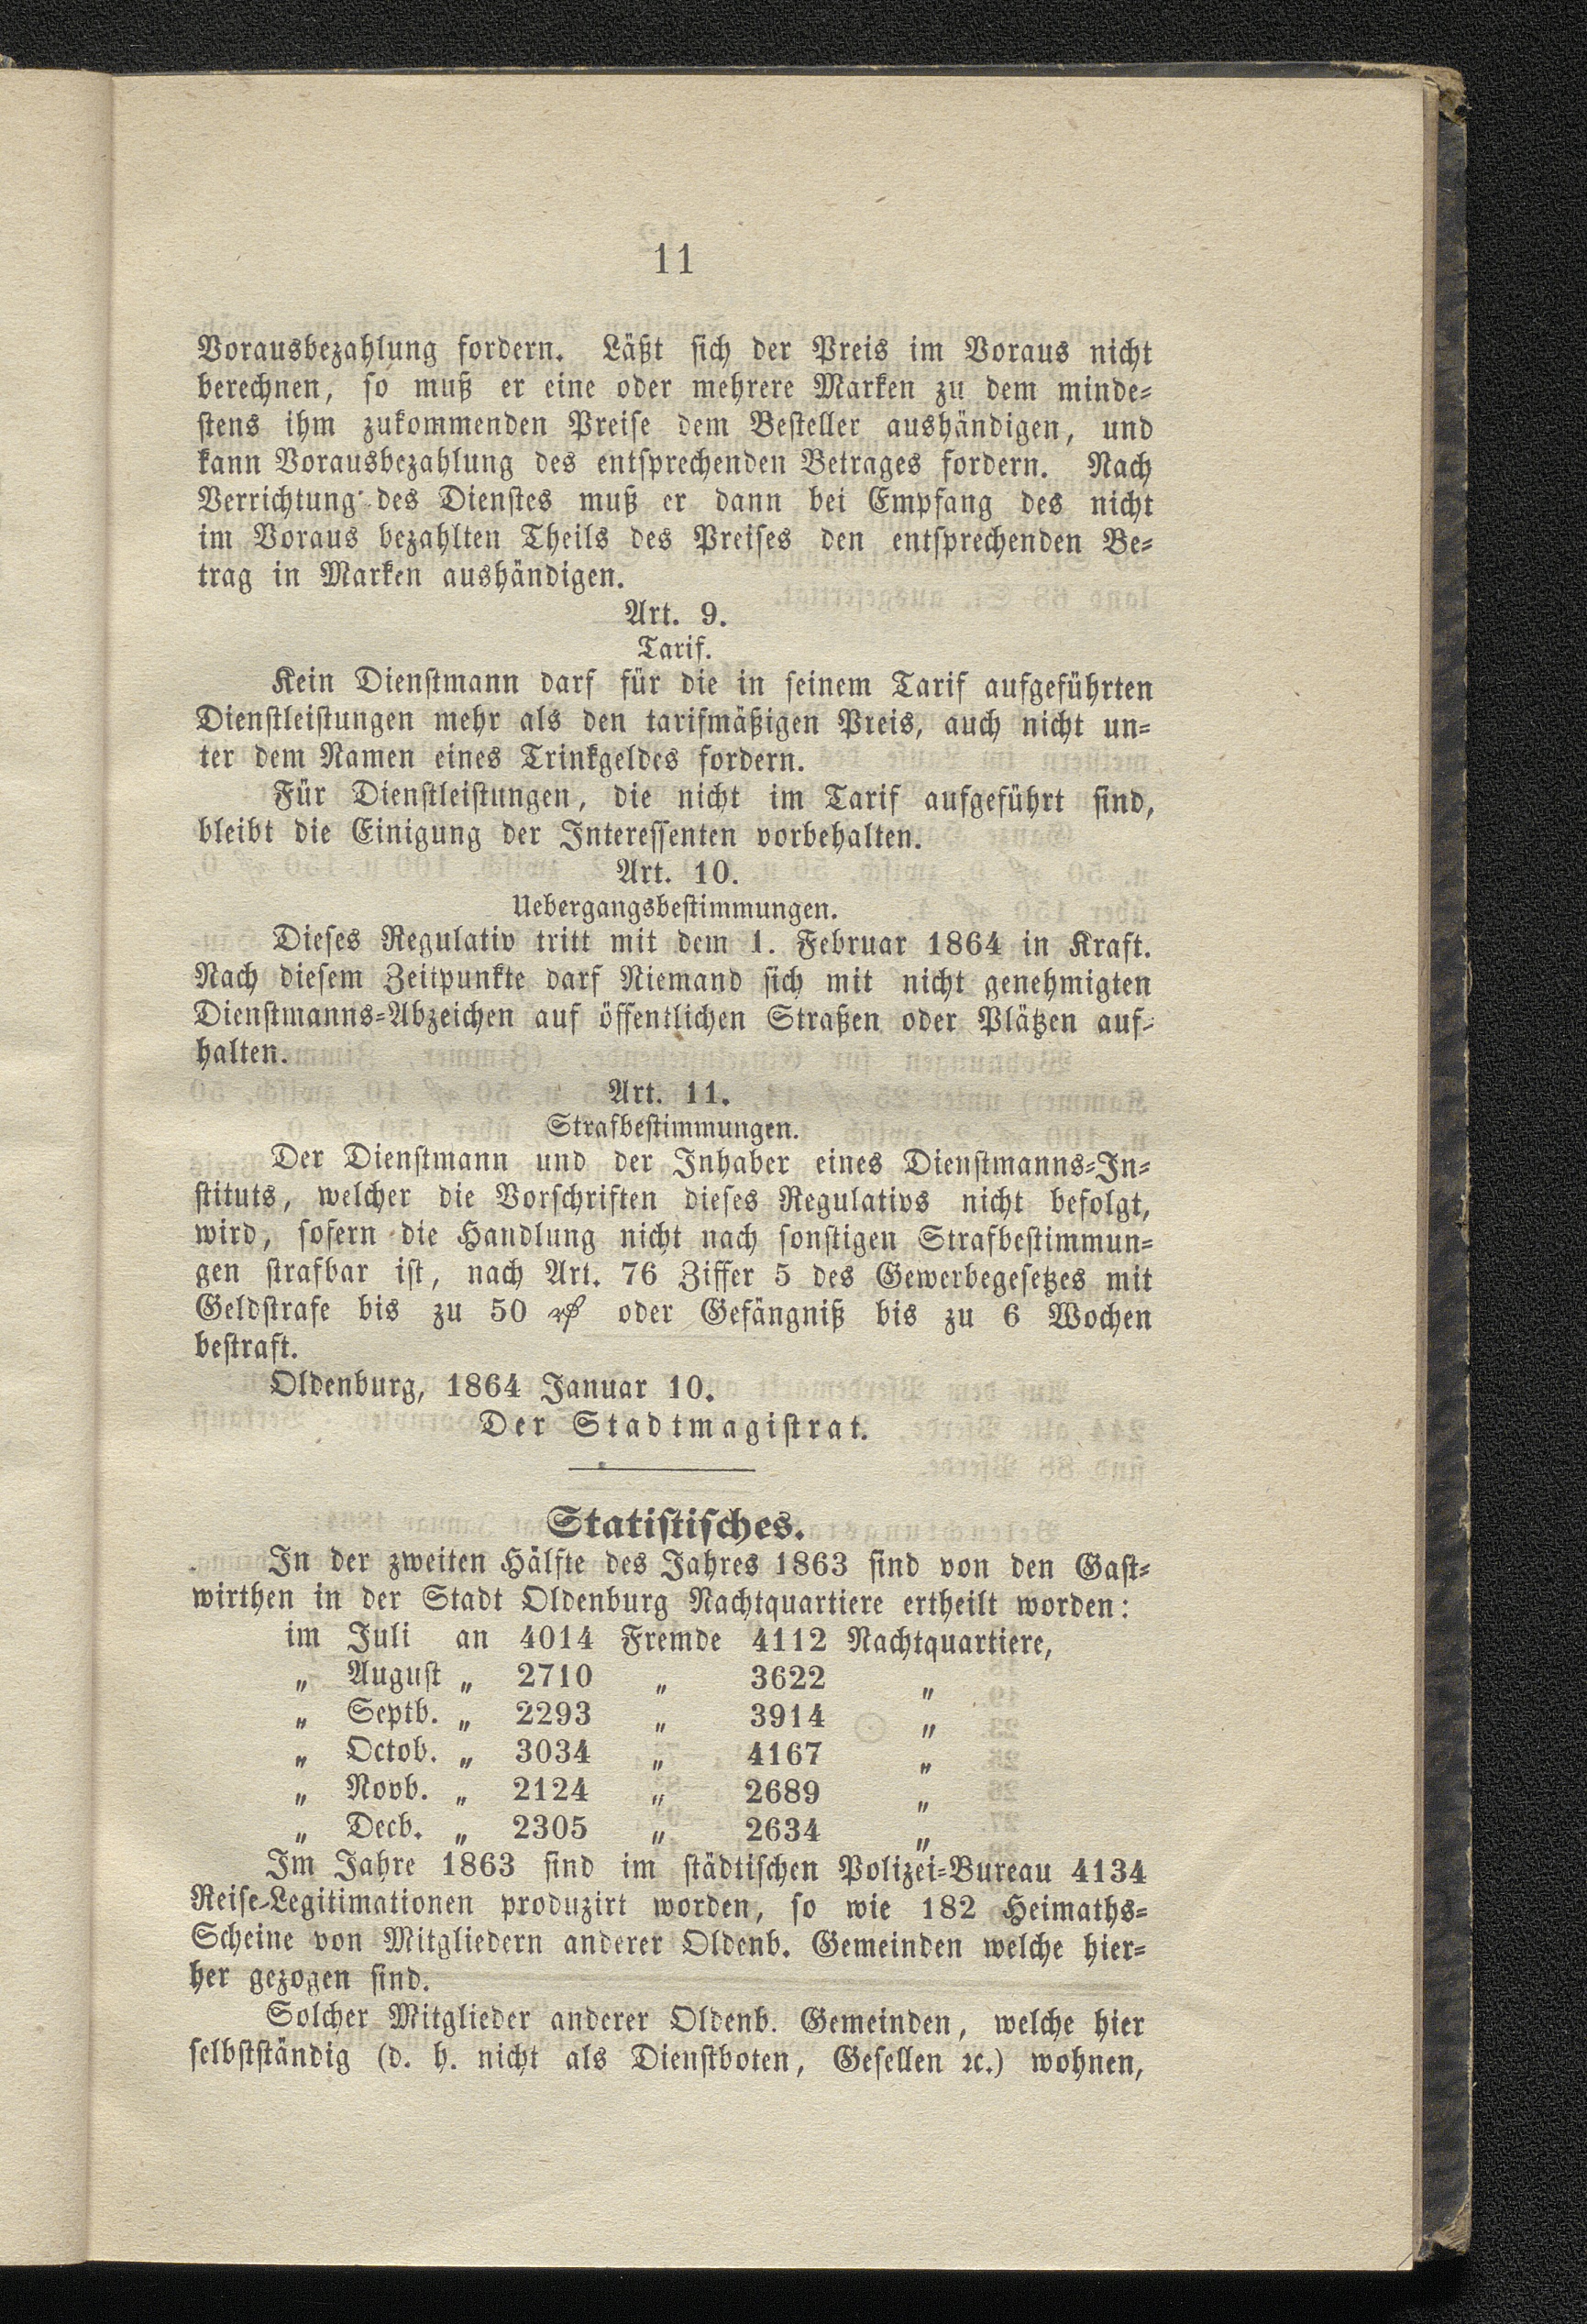 11
Vorausbezahlung fordern. Läßt sich der Preis im Voraus nicht
berechnen, so muß er eine oder mehrere Marken zu dem minde-
stens ihm zukommenden Preise dem Besteller aushändigen, und
kann Vorausbezahlung des entsprechenden Betrages fordern. Nach
Verrichtung des Dienstes muß er dann bei Empfang des nicht
im Voraus bezahlten Theils des Preises den entsprechenden Be-
trag in Marken aushändigen.
Art. 9.
Tarif.
Kein Dienstmann darf für die in seinem Tarif aufgeführten
Dienstleistungen mehr als den tarifmäßigen Preis, auch nicht un-
ter dem Namen eines Trinkgeldes fordern.
Für Dienstleistungen, die nicht im Tarif aufgeführt sind,
bleibt die Einigung der Interessenten vorbehalten.
Art. 10.
Uebergangsbestimmungen.
Dieses Regulativ tritt mit dem 1. Februar 1864 in Kraft.
Nach diesem Zeitpunkte darf Niemand sich mit nicht genehmigten
Dienstmanns-Abzeichen auf öffentlichen Straßen oder Plätzen auf-
halten.
Art. 11.
Strafbestimmungen.
Der Dienstmann und der Inhaber eines Dienstmanns-In-
stituts, welcher die Vorschriften dieses Regulativs nicht befolgt,
wird, sofern die Handlung nicht nach sonstigen Strafbestimmun-
gen strafbar ist, nach Art. 76 Ziffer 5 des Gewerbegesetzes mit
Geldstrafe bis zu 50 ₰ oder Gefängniß bis zu 6 Wochen
bestraft.
Oldenburg, 1864 Januar 10.
Der Stadtmagistrat.
Statistisches.
In der zweiten Hälfte des Jahres 1863 sind von den Gast-
wirthen in der Stadt Oldenburg Nachtquartiere ertheilt worden:
im Juli an 4014 Fremde 4112 Nachtquartiere,
„ August „ 2710 „ 3622 „
„ Septb. „ 2293 „ 3914 „
„ Octob. „ 3034 „ 4167 „
„ Novb. „ 2124 „ 2689 „
„ Decb. „ 2305 „ 2634 „
Im Jahre 1863 sind im städtischen Polizei-Bureau 4134
Reise-Legitimationen produzirt worden, so wie 182 Heimaths-
Scheine von Mitgliedern anderer Oldenb. Gemeinden welche hier-
her gezogen sind.
Solcher Mitglieder anderer Oldenb. Gemeinden, welche hier
selbstständig (d. h. nicht als Dienstboten, Gesellen ꝛc.) wohnen,